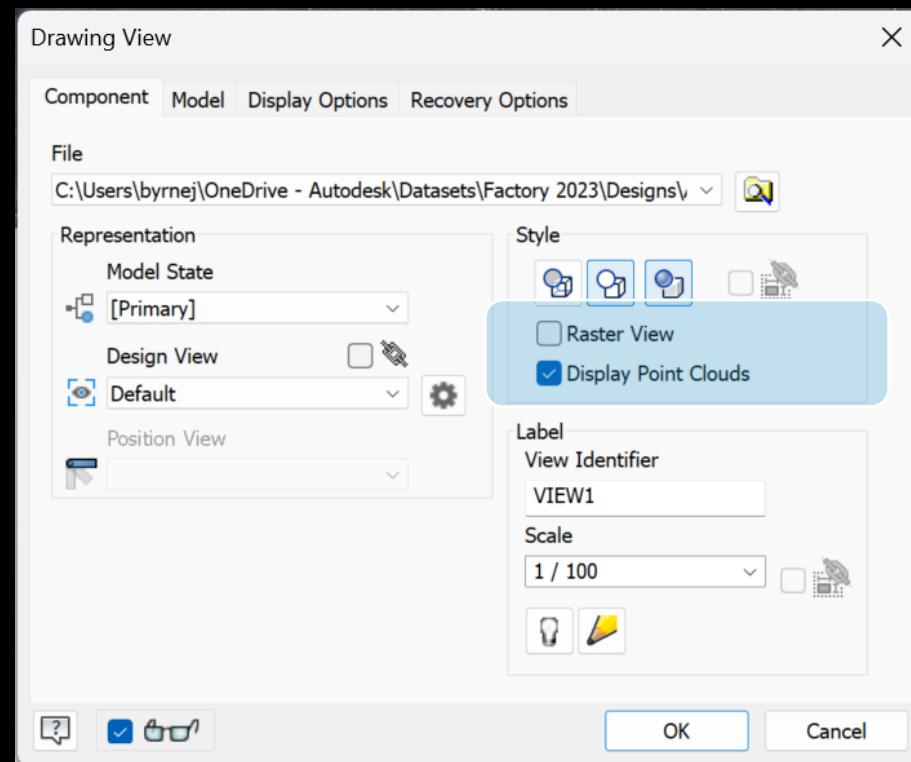 Drawing View
Component Model Display Options Recovery Options
File
C:\Users\byrnej\OneDrive - Autodesk\Datasets\Factory 2023\Designs\
Representation
Model State
[Primary]
Design View
Default
Position View
Style
Raster View
Display Point Clouds
Label
View Identifier
VIEW1
Scale
1 / 100
OK Cancel